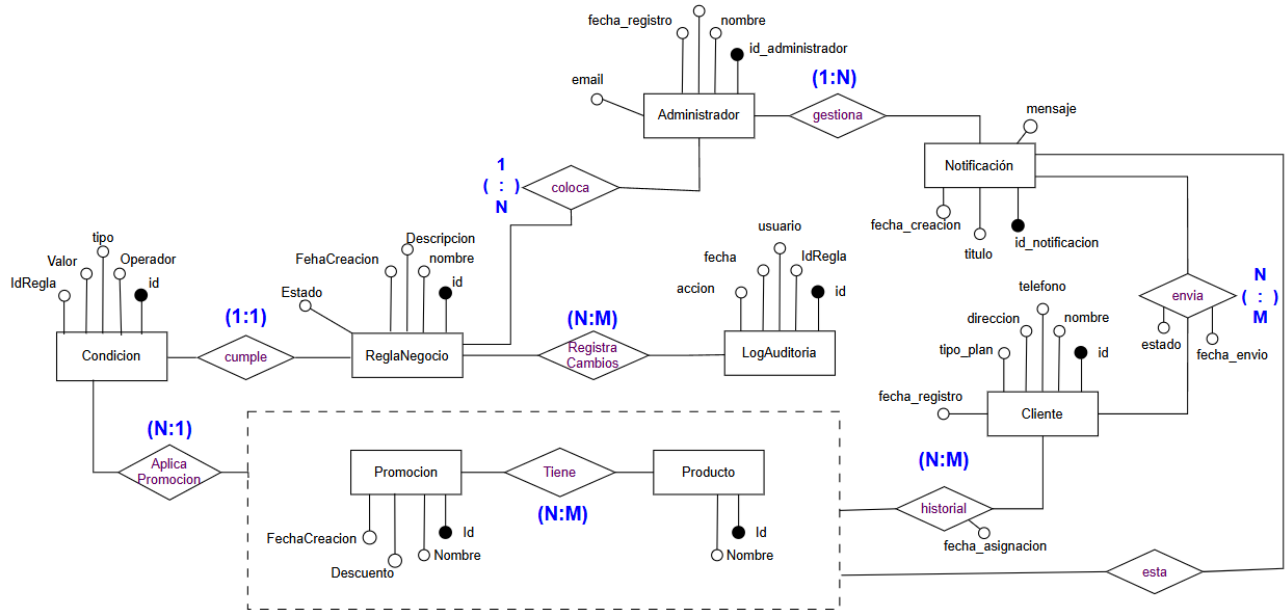 fecha_registro
nombre
id_administrador
email
(1:N)
Administrador
gestiona
mensaje
Notificación
fecha_creacion
titulo
id_notificacion
1
( : )
N
coloca
tipo
Valor
Operador
IdRegla
id
Condicion
(1:1)
cumple
Descripcion
FehaCreacion
nombre
id
Estado
ReglaNegocio
(N:M)
Registra
Cambios
usuario
fecha
IdRegla
accion
id
LogAuditoria
envia
N
( : )
M
estado
fecha_envio
telefono
direccion
nombre
tipo_plan
id
fecha_registro
Cliente
(N:1)
Aplica
Promocion
Promocion
Tiene
Producto
(N:M)
FechaCreacion
Id
Nombre
Descuento
Id
Nombre
(N:M)
historial
fecha_asignacion
esta